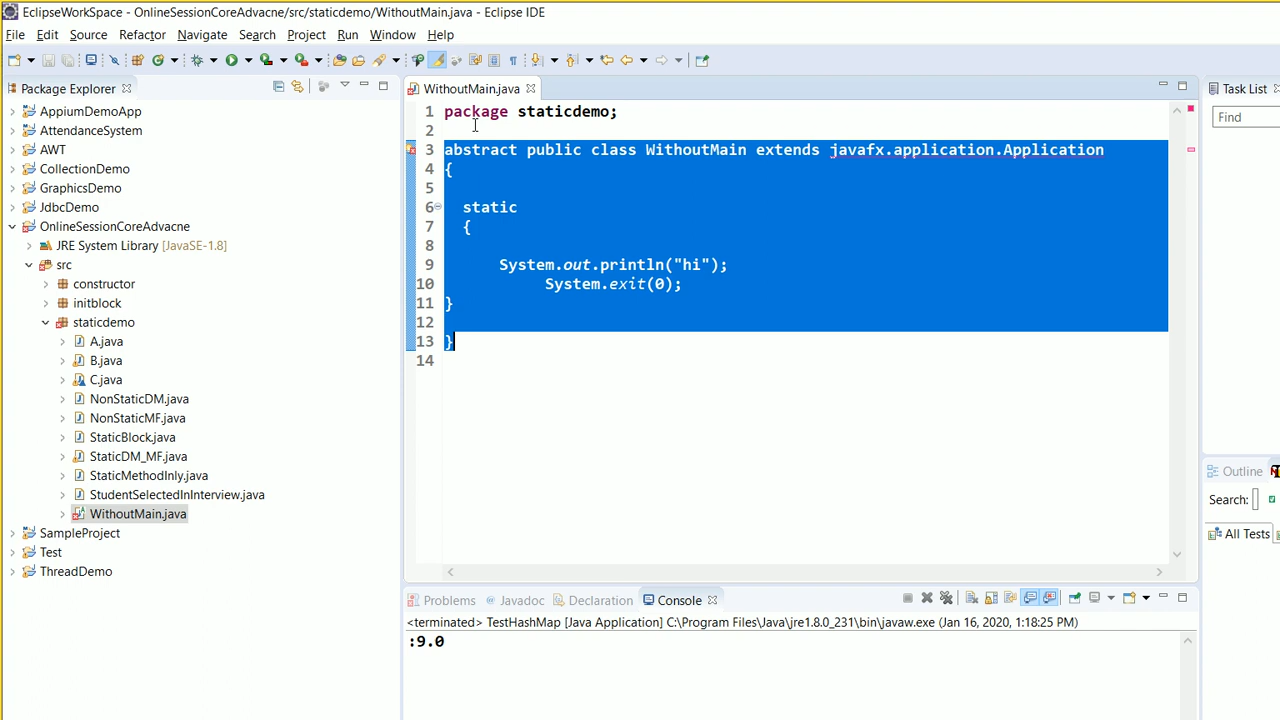 EclipseWorkSpace - OnlineSessionCoreAdvacne/src/staticdemo/WithoutMain.java - Eclipse IDE
File Edit Source Refactor Navigate Search Project Run Window Help
Package Explorer
AppiumDemoApp
AttendanceSystem
AWT
CollectionDemo
GraphicsDemo
JdbcDemo
OnlineSessionCoreAdvacne
JRE System Library [JavaSE-1.8]
src
constructor
initblock
staticdemo
A.java
B.java
C.java
NonStaticDM.java
NonStaticMF.java
StaticBlock.java
StaticDM_MF.java
StaticMethodInly.java
StudentSelectedInInterview.java
WithoutMain.java
SampleProject
Test
ThreadDemo
WithoutMain.java
1 package staticdemo;
2
3 abstract public class WithoutMain extends javafx.application.Application
4 {
5
6 static
7 {
8
9 System.out.println("hi");
10 System.exit(0);
11 }
12
13 }
14
Task List
Find
Outline
Search:
All Tests
Problems Javadoc Declaration Console
<terminated> TestHashMap [Java Application] C:\Program Files\Java\jre1.8.0_231\bin\javaw.exe (Jan 16, 2020, 1:18:25 PM)
:9.0